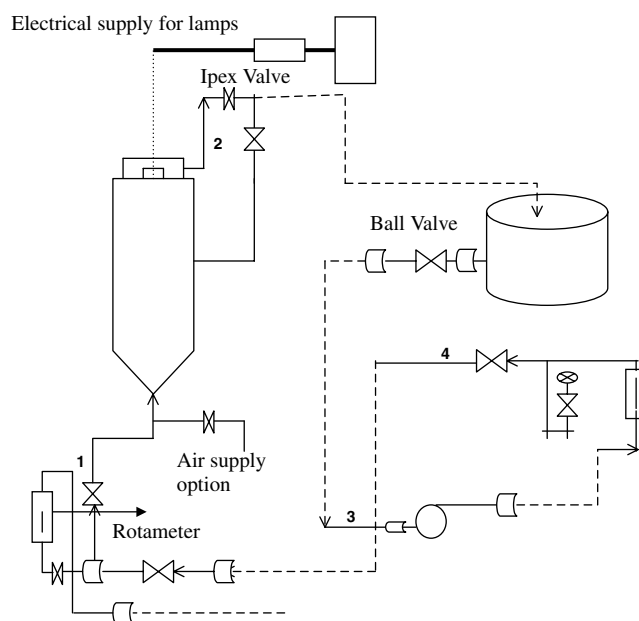 Electrical supply for lamps
Ipex Valve
2
Ball Valve
4
1
Air supply
option
3
Rotameter